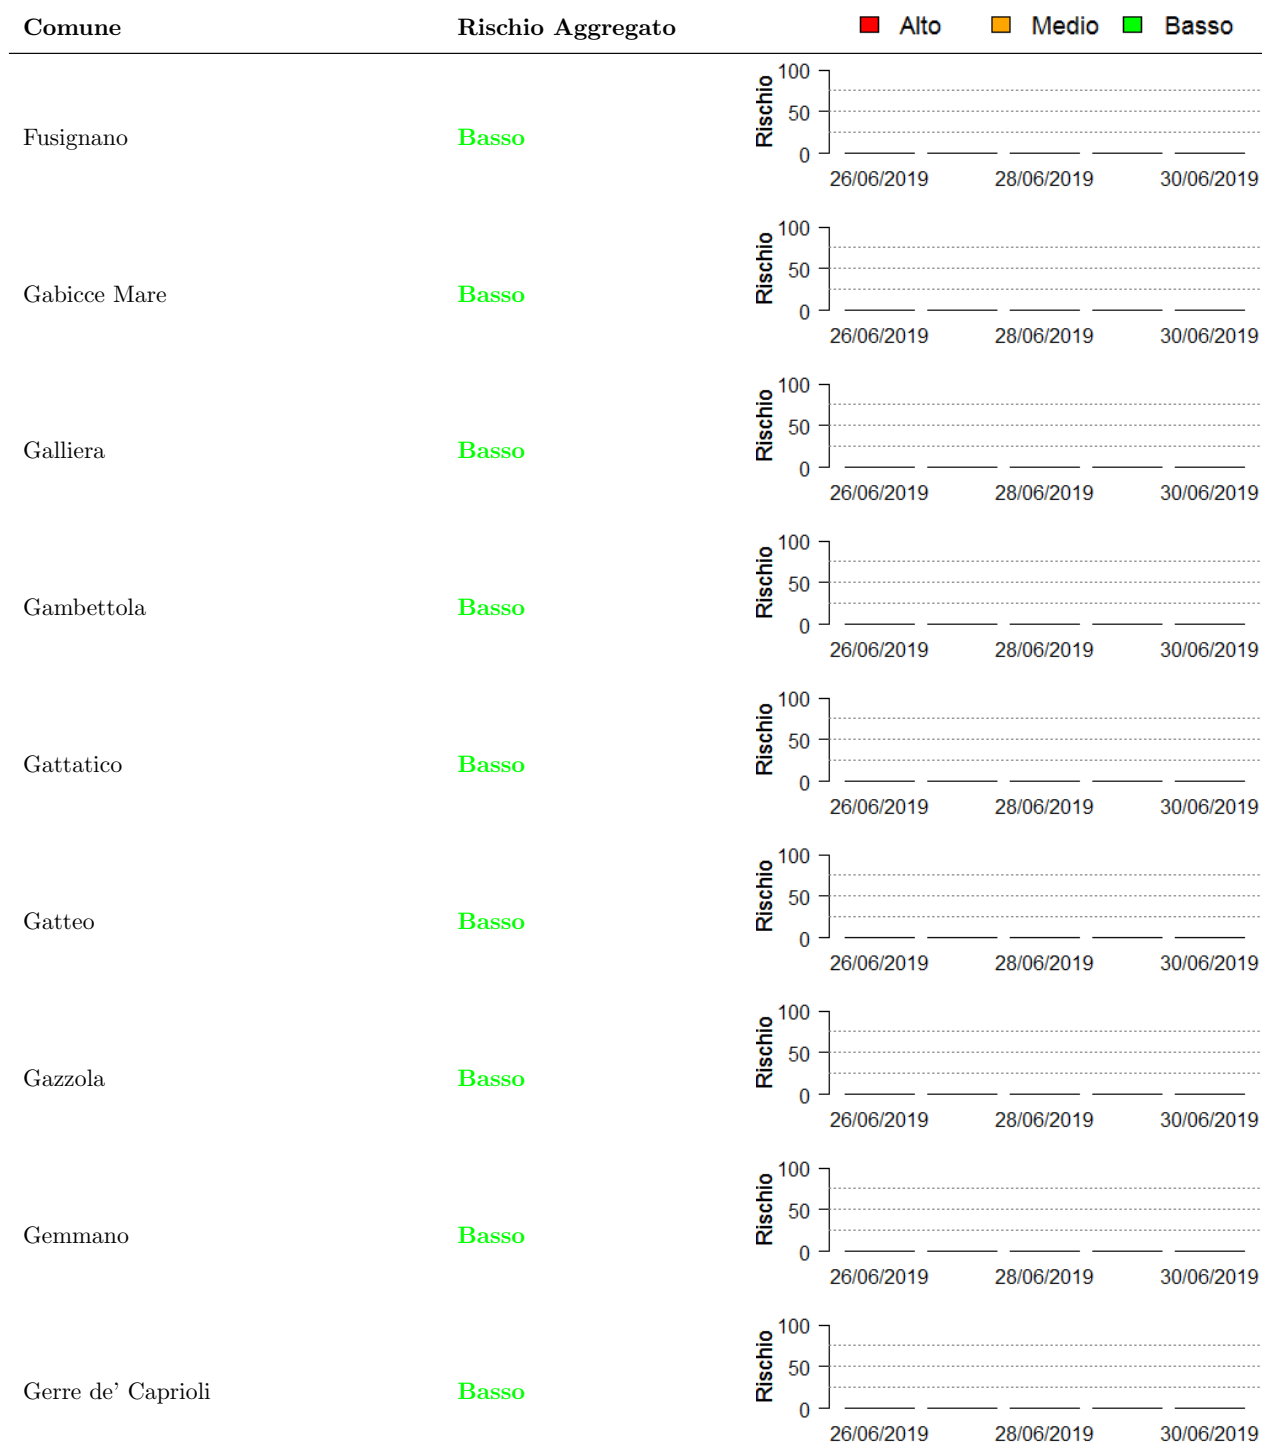 Comune Rischio Aggregato Alto Medio Basso
100
50
0
Rischio
Fusignano Basso
26/06/2019 28/06/2019 30/06/2019
100
50
0
Rischio
Gabicce Mare Basso
26/06/2019 28/06/2019 30/06/2019
100
50
0
Rischio
Galliera Basso
26/06/2019 28/06/2019 30/06/2019
100
50
0
Rischio
Gambettola Basso
26/06/2019 28/06/2019 30/06/2019
100
50
0
Rischio
Gattatico Basso
26/06/2019 28/06/2019 30/06/2019
100
50
0
Rischio
Gatteo Basso
26/06/2019 28/06/2019 30/06/2019
100
50
0
Rischio
Gazzola Basso
26/06/2019 28/06/2019 30/06/2019
100
50
0
Rischio
Gemmano Basso
26/06/2019 28/06/2019 30/06/2019
100
50
0
Rischio
Gerre de' Caprioli Basso
26/06/2019 28/06/2019 30/06/2019